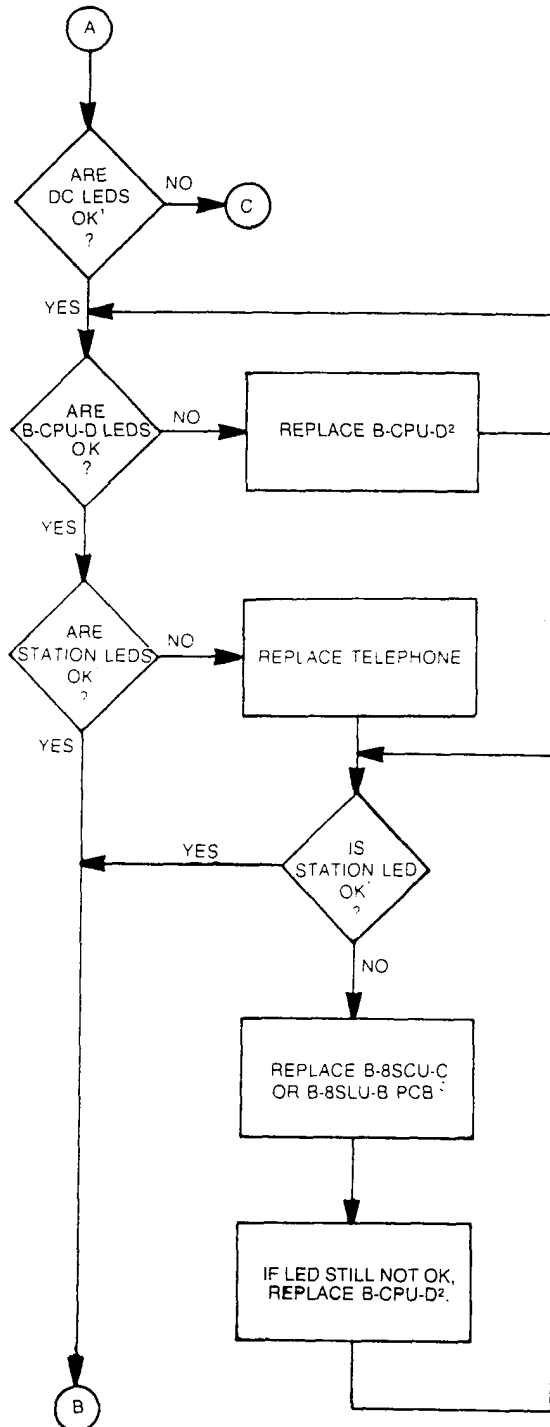 A
ARE
DC LEDS
OK¹
?
NO
C
YES
ARE
B-CPU-D LEDS
OK
?
NO
REPLACE B-CPU-D²
YES
ARE
STATION LEDS
OK
?
NO
REPLACE TELEPHONE
YES
IS
STATION LED
OK
?
YES
NO
REPLACE B-8SCU-C
OR B-8SLU-B PCB
IF LED STILL NOT OK,
REPLACE B-CPU-D².
B